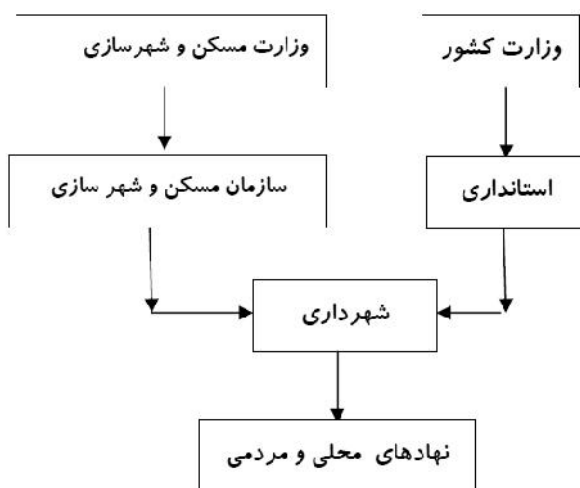 وزارت کشور
وزارت مسکن و شهرسازی
استانداری
سازمان مسکن و شهر سازی
شهرداری
نهادهای محلی و مردمی